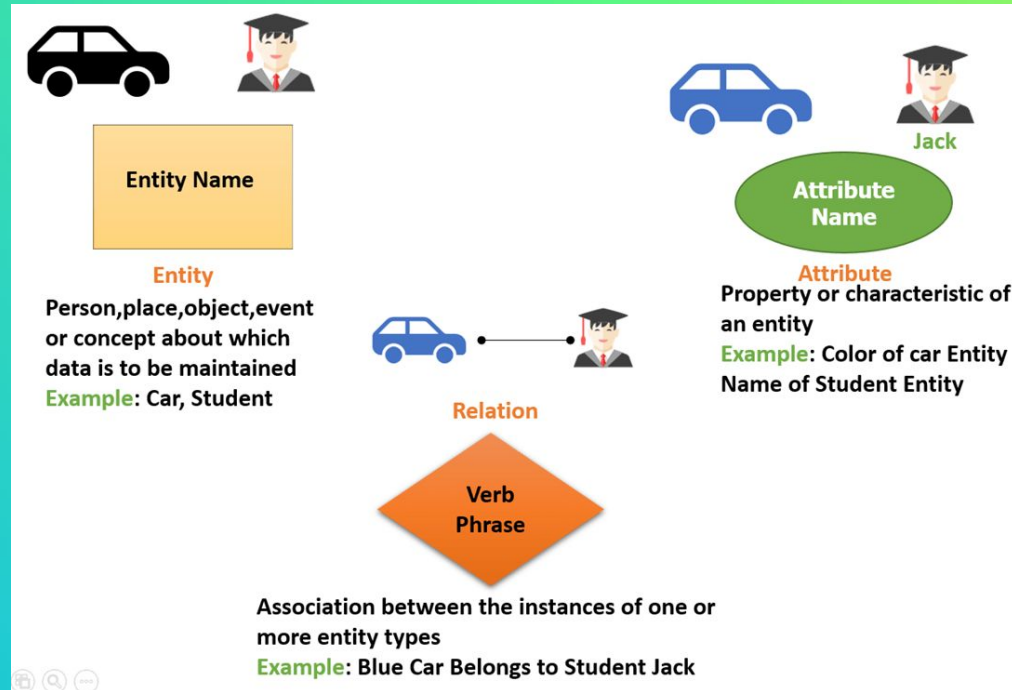 Entity Name
Entity
Person,place,object,event
or concept about which
data is to be maintained
Example: Car, Student
Jack
Attribute
Name
Attribute
Property or characteristic of
an entity
Example: Color of car Entity
Name of Student Entity
Relation
Verb
Phrase
Association between the instances of one or
more entity types
Example: Blue Car Belongs to Student Jack